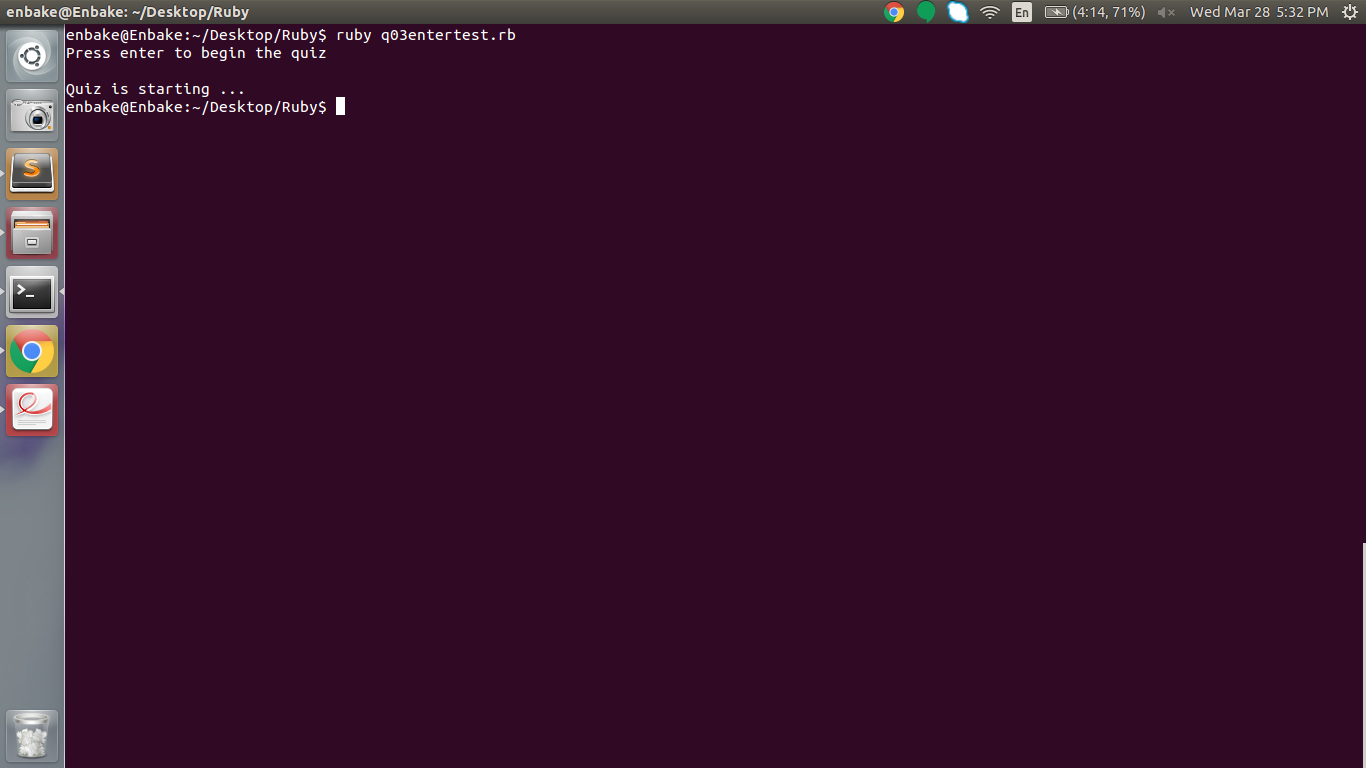 enbake@Enbake: ~/Desktop/Ruby
En
(4:14, 71%)
Wed Mar 28 5:32 PM
enbake@Enbake:~/Desktop/Ruby$ ruby q03entertest.rb
Press enter to begin the quiz
Quiz is starting ...
enbake@Enbake:~/Desktop/Ruby$
S
>_